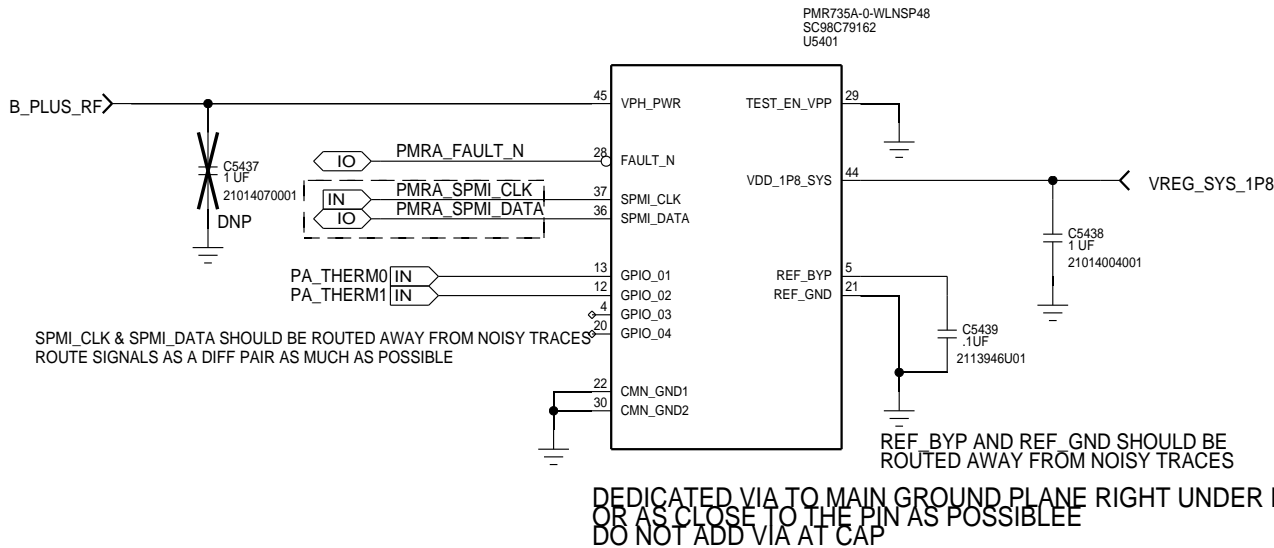 PMR735A-0-WLNSP48
SC98C79162
U5401
B_PLUS_RF
45 VPH_PWR
TEST_EN_VPP 29
C5437
1 UF
21014070001
DNP
IO PMRA_FAULT_N 28 FAULT_N
IN PMRA_SPMI_CLK 37 SPMI_CLK
IO PMRA_SPMI_DATA 36 SPMI_DATA
VDD_1P8_SYS 44
VREG_SYS_1P8
C5438
1 UF
21014004001
PA_THERM0 IN 13 GPIO_01
PA_THERM1 IN 12 GPIO_02
4 GPIO_03
20 GPIO_04
REF_BYP 5
REF_GND 21
C5439
.1UF
2113946U01
SPMI_CLK & SPMI_DATA SHOULD BE ROUTED AWAY FROM NOISY TRACES
ROUTE SIGNALS AS A DIFF PAIR AS MUCH AS POSSIBLE
22 CMN_GND1
30 CMN_GND2
REF_BYP AND REF_GND SHOULD BE
ROUTED AWAY FROM NOISY TRACES
DEDICATED VIA TO MAIN GROUND PLANE RIGHT UNDER
OR AS CLOSE TO THE PIN AS POSSIBLEE
DO NOT ADD VIA AT CAP